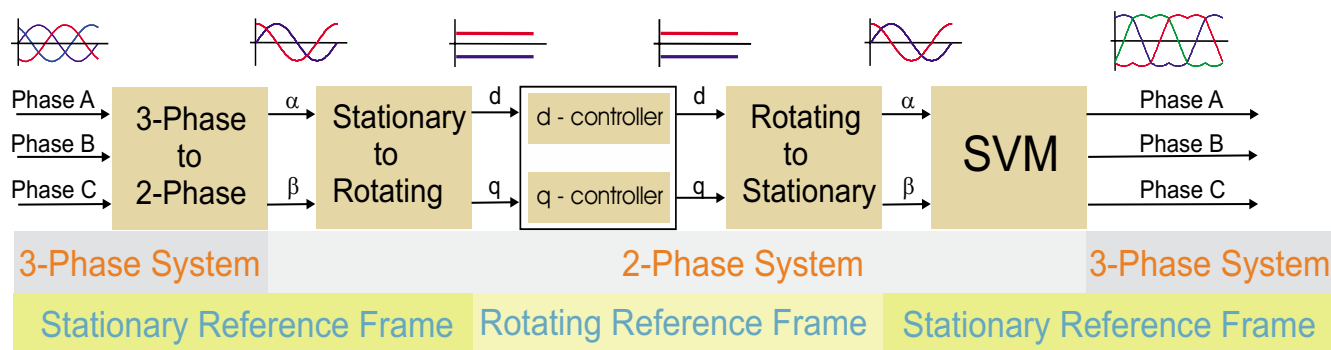 Phase A
Phase B
Phase C
3-Phase
to
2-Phase
α
β
Stationary
to
Rotating
d
q
d - controller
q - controller
d
q
Rotating
to
Stationary
α
β
SVM
Phase A
Phase B
Phase C
3-Phase System
2-Phase System
3-Phase System
Stationary Reference Frame
Rotating Reference Frame
Stationary Reference Frame